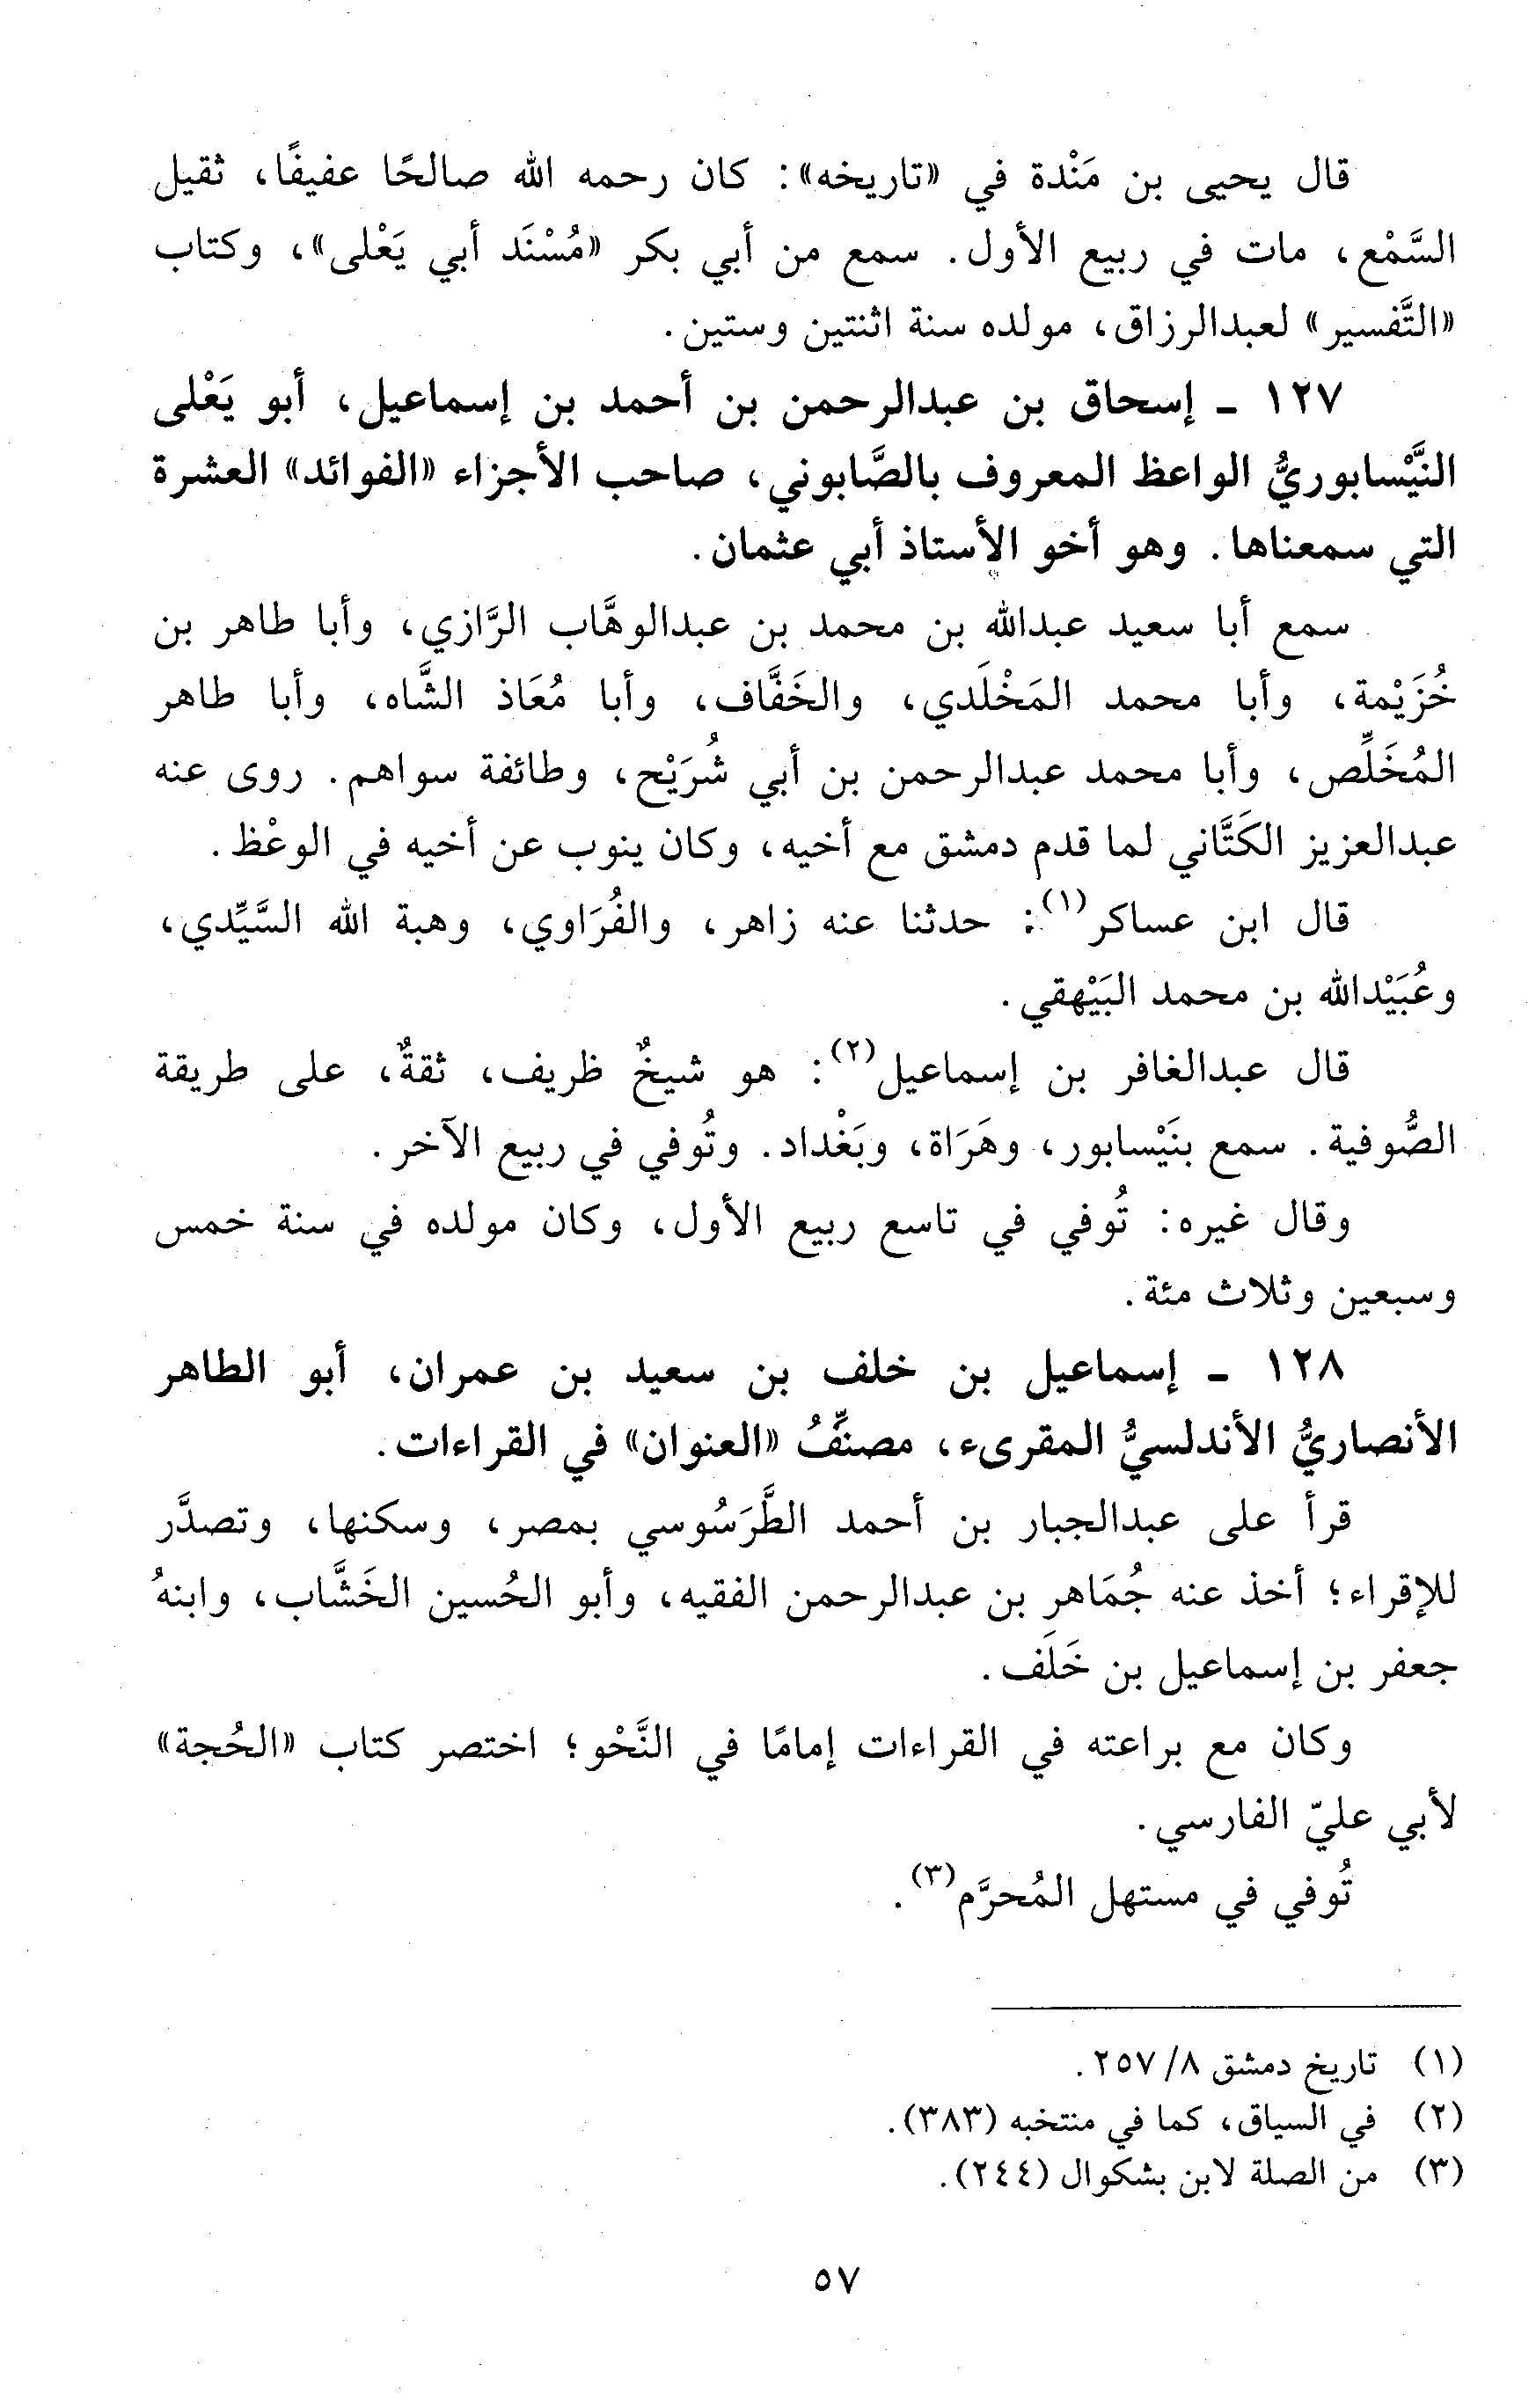 قال يحيى بن مَنْدة في «تاريخه»: كان رحمه الله صالحًا عفيفًا، ثقيل
السَّمْع، مات في ربيع الأول. سمع من أبي بكر «مُسْنَد أبي يَعْلى»، وكتاب
«التَّفسير» لعبدالرزاق، مولده سنة اثنتين وستين.
١٢٧ - إسحاق بن عبدالرحمن بن أحمد بن إسماعيل، أبو يَعْلى
النَّيْسابوريُّ الواعظ المعروف بالصَّابوني، صاحب الأجزاء «الفوائد» العشرة
التي سمعناها. وهو أخو الأستاذ أبي عثمان.
سمع أبا سعيد عبدالله بن محمد بن عبدالوهَّاب الرَّازي، وأبا طاهر بن
خُزَيْمة، وأبا محمد المَخْلَدي، والخَفَّاف، وأبا مُعَاذ الشَّاه، وأبا طاهر
المُخَلِّص، وأبا محمد عبدالرحمن بن أبي شُرَيْح، وطائفة سواهم. روى عنه
عبدالعزيز الكَتَّاني لما قدم دمشق مع أخيه، وكان ينوب عن أخيه في الوعْظ.
قال ابن عساكر(١): حدثنا عنه زاهر، والفُرَاوي، وهبة الله السَّيِّدي،
وعُبَيْدالله بن محمد البَيْهقي.
قال عبدالغافر بن إسماعيل(٢): هو شيخٌ ظريف، ثقةٌ، على طريقة
الصُّوفية. سمع بنَيْسابور، وهَرَاة، وبَغْداد. وتُوفي في ربيع الآخر.
وقال غيره: تُوفي في تاسع ربيع الأول، وكان مولده في سنة خمس
وسبعين وثلاث مئة.
١٢٨ - إسماعيل بن خلف بن سعيد بن عمران، أبو الطاهر
الأنصاريُّ الأندلسيُّ المقرىء، مصنِّفُ «العنوان» في القراءات.
قرأ على عبدالجبار بن أحمد الطَّرَسُوسي بمصر، وسكنها، وتصدَّر
للإقراء؛ أخذ عنه جُمَاهر بن عبدالرحمن الفقيه، وأبو الحُسين الخَشَّاب، وابنهُ
جعفر بن إسماعيل بن خَلَف.
وكان مع براعته في القراءات إمامًا في النَّحْو؛ اختصر كتاب «الحُجة»
لأبي عليّ الفارسي.
تُوفي في مستهل المُحرَّم(٣).
(١) تاريخ دمشق ٨/ ٢٥٧.
(٢) في السياق، كما في منتخبه (٣٨٣).
(٣) من الصلة لابن بشكوال (٢٤٤).
٥٧